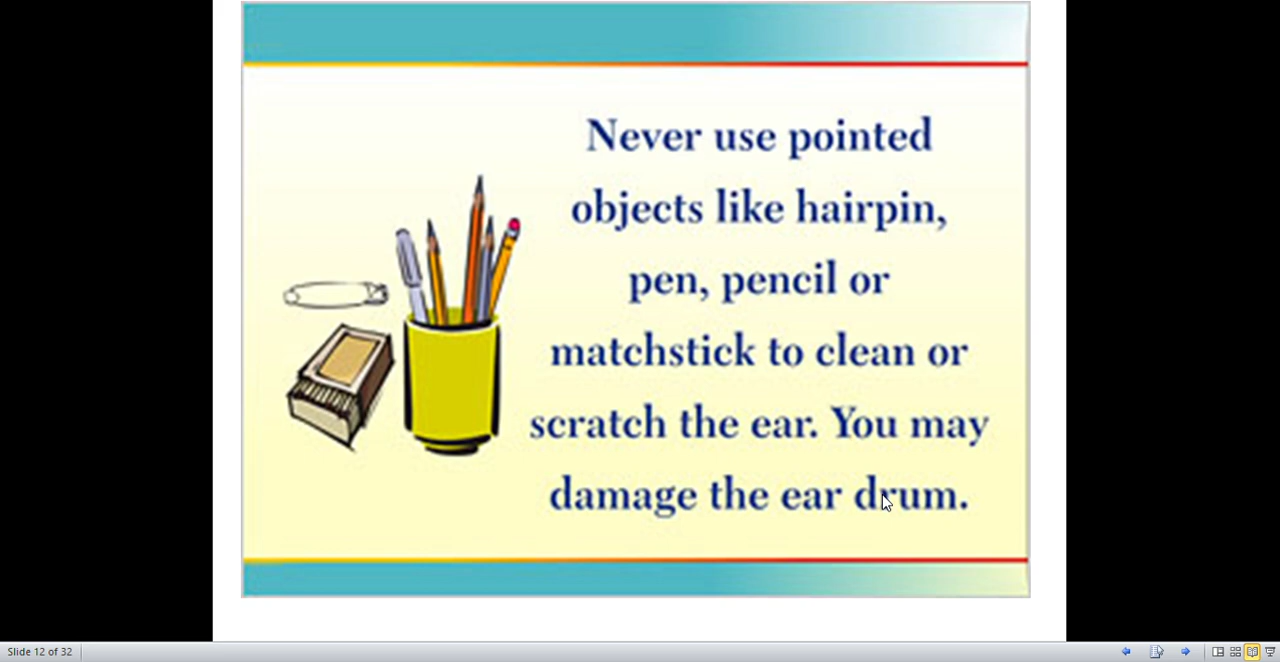 Never use pointed
objects like hairpin,
pen, pencil or
matchstick to clean or
scratch the ear. You may
damage the ear drum.
Slide 12 of 32